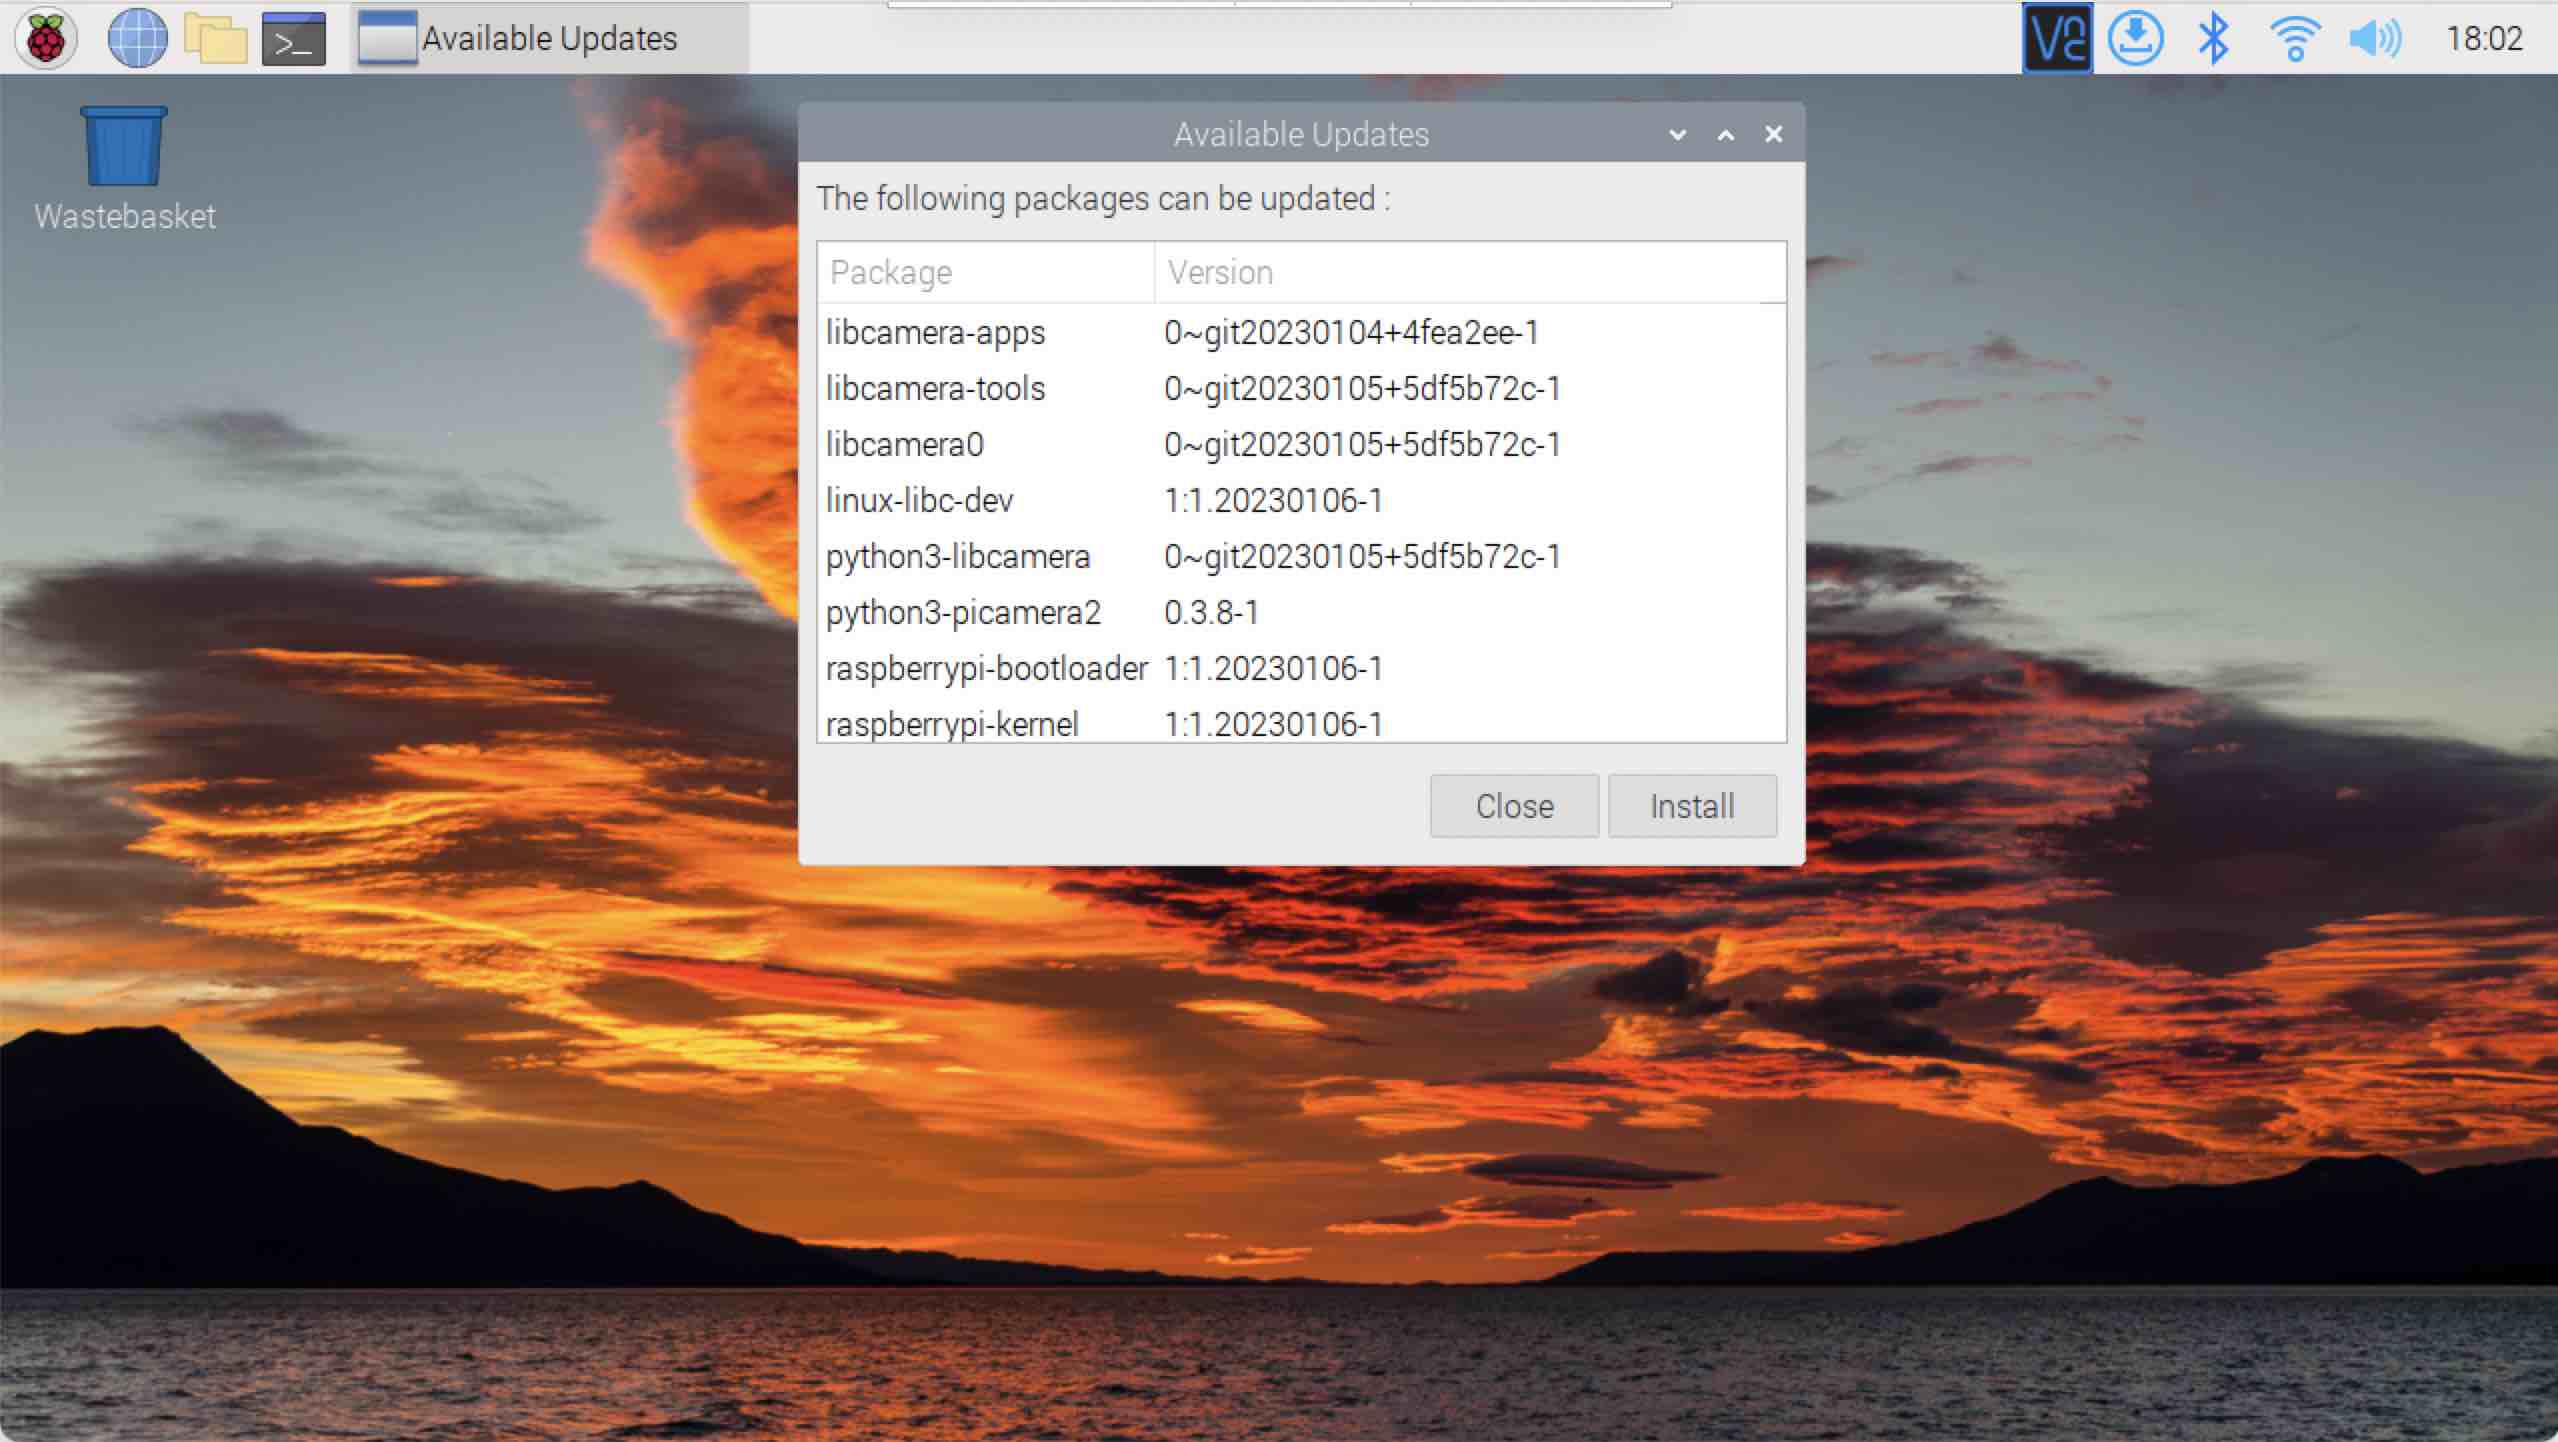 Available Updates
VNC
18:02
Wastebasket
Available Updates
The following packages can be updated :
Package Version
libcamera-apps 0~git20230104+4fea2ee-1
libcamera-tools 0~git20230105+5df5b72c-1
libcamera0 0~git20230105+5df5b72c-1
linux-libc-dev 1:1.20230106-1
python3-libcamera 0~git20230105+5df5b72c-1
python3-picamera2 0.3.8-1
raspberrypi-bootloader 1:1.20230106-1
raspberrypi-kernel 1:1.20230106-1
Close Install